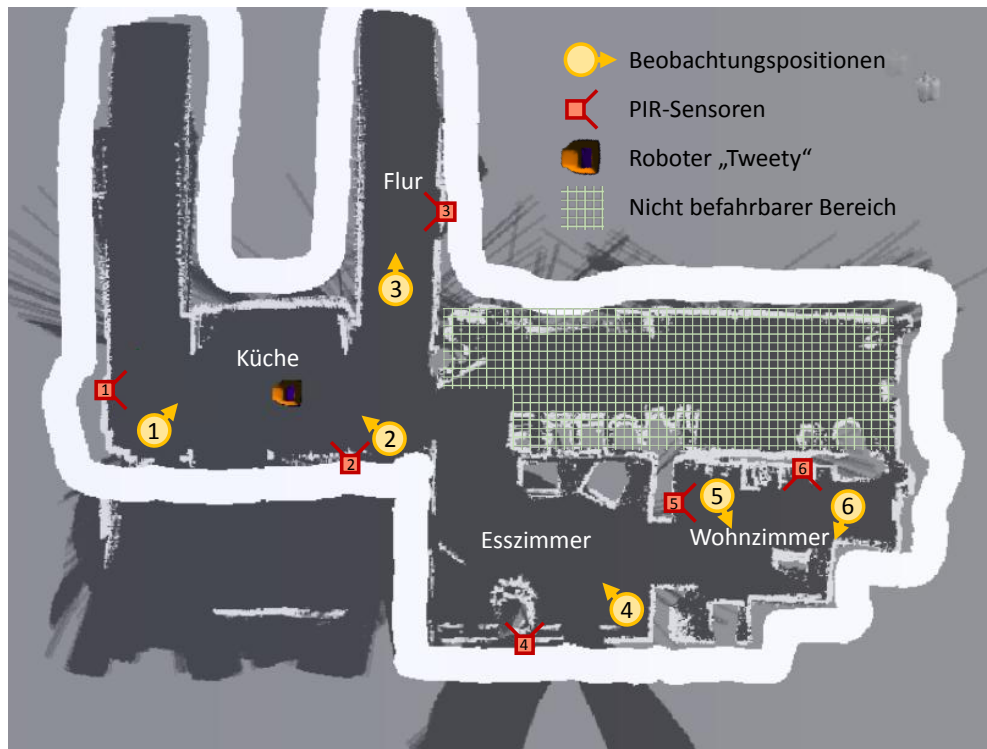 Beobachtungspositionen
PIR-Sensoren
Roboter „Tweety“
Nicht befahrbarer Bereich
Flur
3
3
Küche
1
1
2
2
6
5
5
6
Esszimmer
Wohnzimmer
4
4